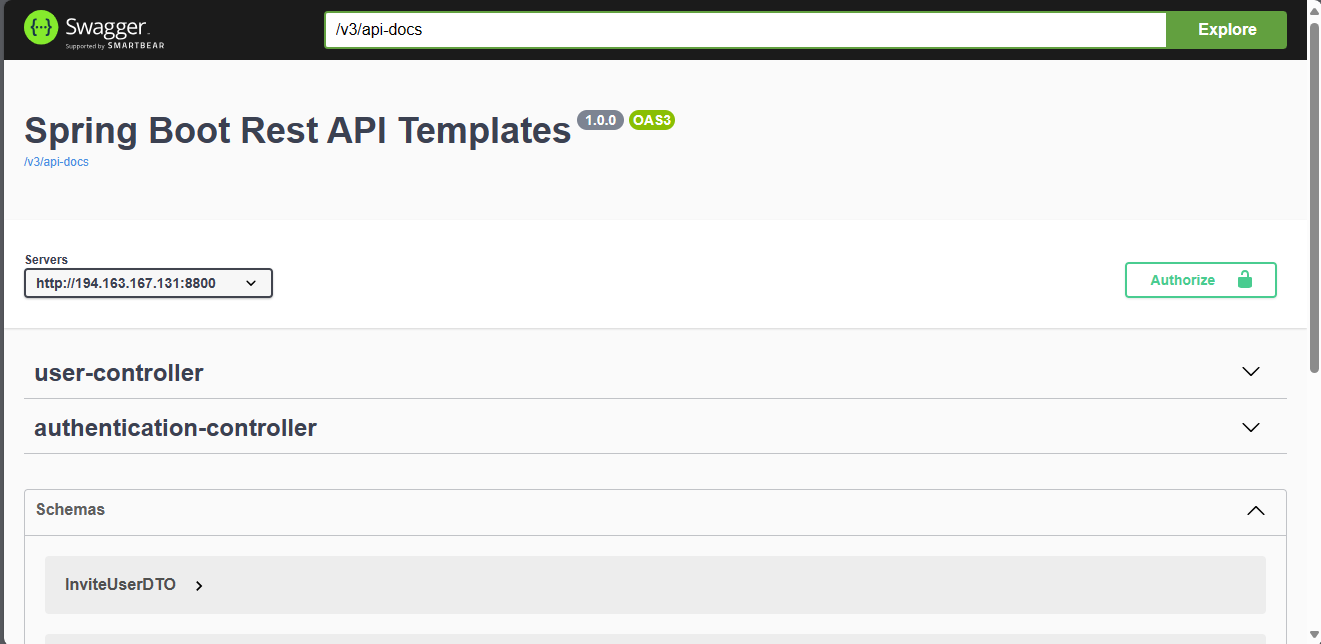 {...} Swagger.
Supported by SMARTBEAR
/v3/api-docs
Explore
Spring Boot Rest API Templates 1.0.0 OAS3
/v3/api-docs
Servers
http://194.163.167.131:8800
Authorize
user-controller
authentication-controller
Schemas
InviteUserDTO